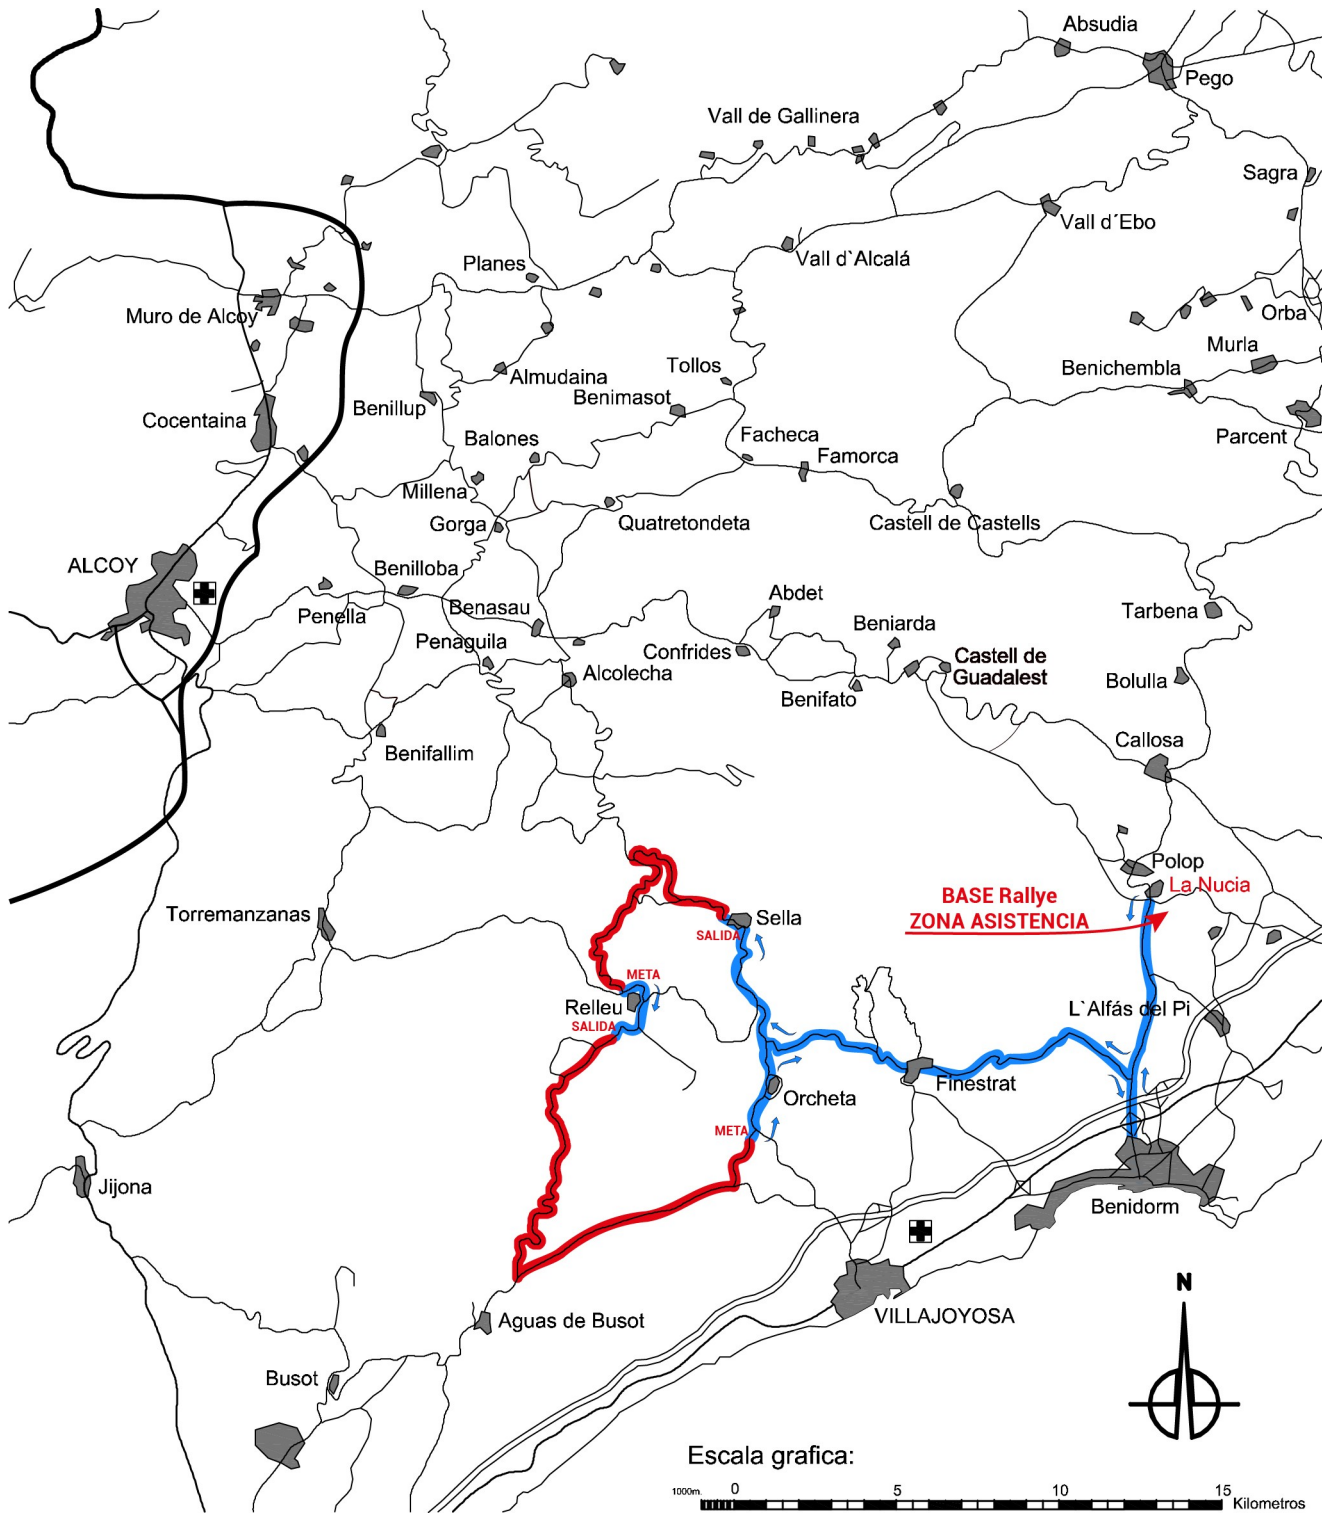 Absudia
Pego
Vall de Gallinera
Sagra
Vall d´Ebo
Vall d`Alcalá
Planes
Muro de Alcoy
Orba
Murla
Benichembla
Tollos
Almudaina
Benimasot
Benillup
Cocentaina
Parcent
Balones
Facheca
Famorca
Millena
Gorga
Quatretondeta
Castell de Castells
ALCOY
Benilloba
Abdet
Penella
Benasau
Tarbena
Beniarda
Penaguila
Confrides
Castell de
Guadalest
Alcolecha
Benifato
Bolulla
Benifallim
Callosa
Polop
La Nucia
BASE Rallye
ZONA ASISTENCIA
Torremanzanas
Sella
SALIDA
META
Relleu
SALIDA
L`Alfás del Pi
Finestrat
Orcheta
META
Jijona
Benidorm
Aguas de Busot
VILLAJOYOSA
N
Busot
Escala grafica:
1000m. 0 5 10 15 Kilometros